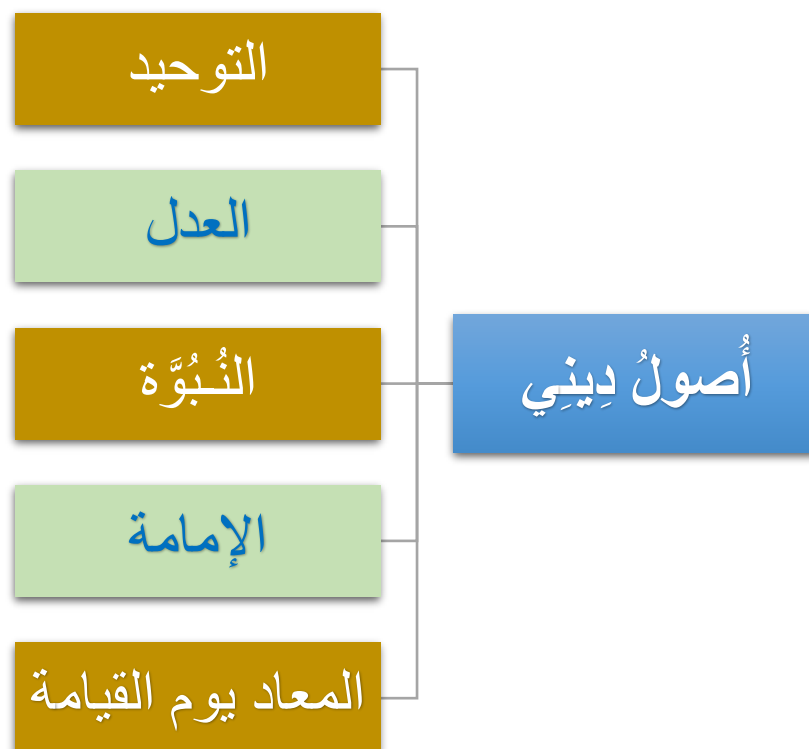 أُصولُ دِينِي
التوحيد
العدل
النُـبُوَّة
الإمامة
المعاد يوم القيامة